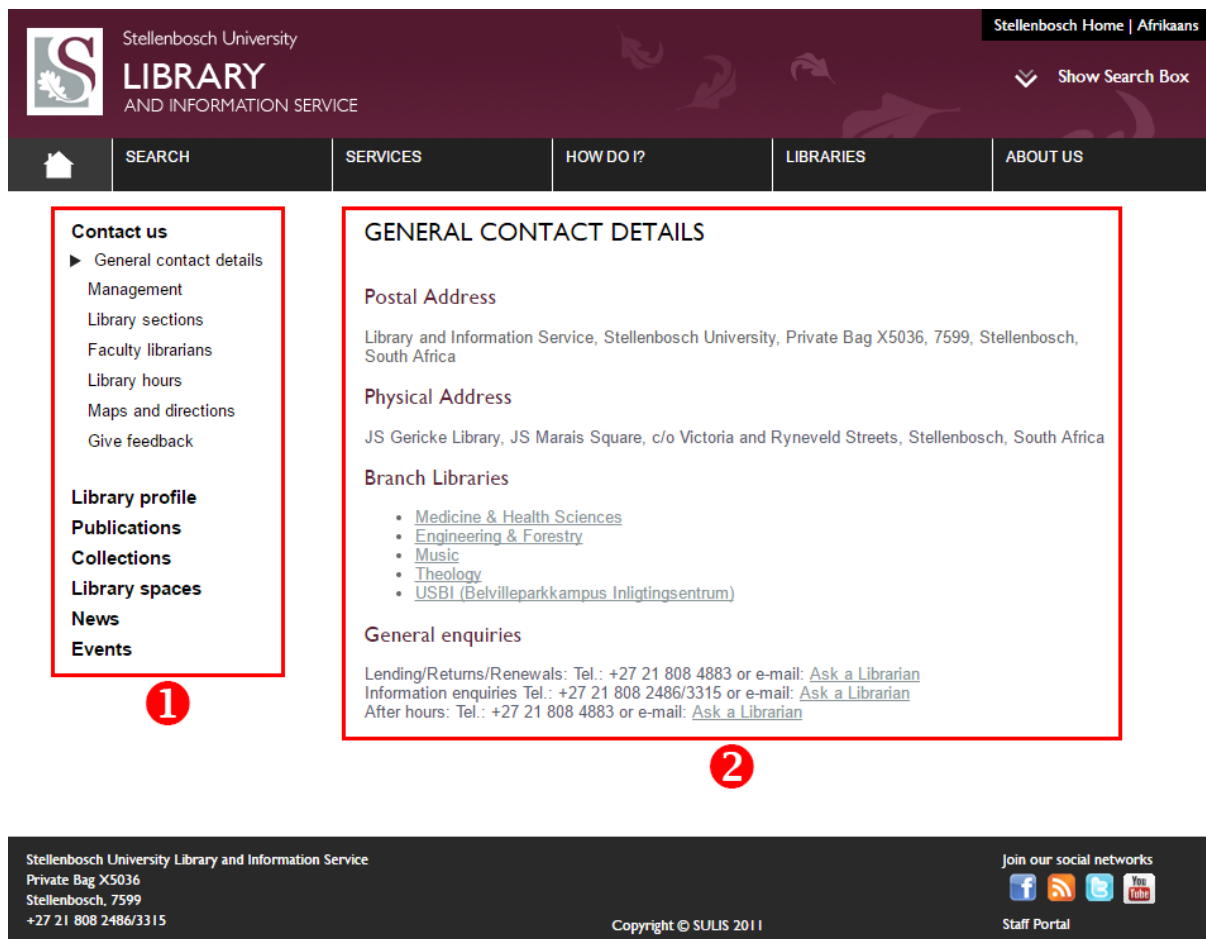 Stellenbosch Home | Afrikaans
Stellenbosch University
LIBRARY
AND INFORMATION SERVICE
Show Search Box
SEARCH
SERVICES
HOW DO I?
LIBRARIES
ABOUT US
Contact us
General contact details
Management
Library sections
Faculty librarians
Library hours
Maps and directions
Give feedback
Library profile
Publications
Collections
Library spaces
News
Events
1
GENERAL CONTACT DETAILS
Postal Address
Library and Information Service, Stellenbosch University, Private Bag X5036, 7599, Stellenbosch,
South Africa
Physical Address
JS Gericke Library, JS Marais Square, c/o Victoria and Ryneveld Streets, Stellenbosch, South Africa
Branch Libraries
• Medicine & Health Sciences
• Engineering & Forestry
• Music
• Theology
• USBI (Belvilleparkkampus Inligtingsentrum)
General enquiries
Lending/Returns/Renewals: Tel.: +27 21 808 4883 or e-mail: Ask a Librarian
Information enquiries Tel.: +27 21 808 2486/3315 or e-mail: Ask a Librarian
After hours: Tel.: +27 21 808 4883 or e-mail: Ask a Librarian
2
Stellenbosch University Library and Information Service
Private Bag X5036
Stellenbosch, 7599
+27 21 808 2486/3315
Copyright © SULIS 2011
Join our social networks
You Tube
Staff Portal